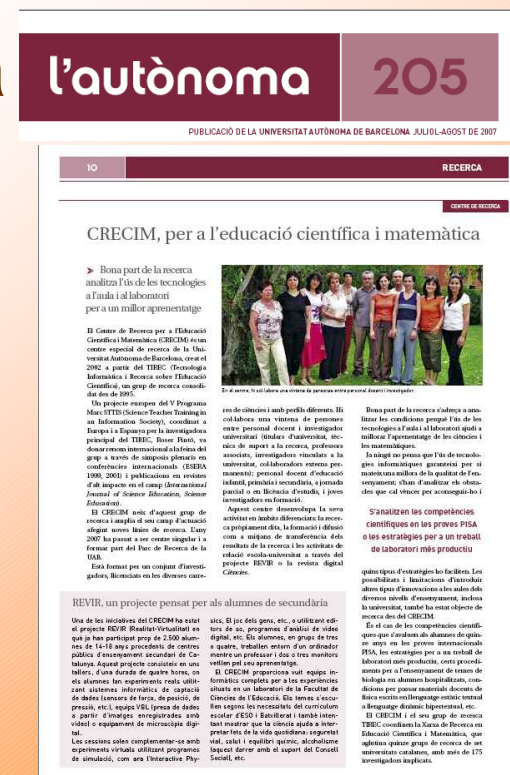 l'autònoma
205
PUBLICACIÓ DE LA UNIVERSITAT AUTÒNOMA DE BARCELONA JULIOL-AGOST DE 2007
10
RECERCA
CENTRE DE RECERCA
CRECIM, per a l'educació científica i matemàtica
➤ Bona part de la recerca
analitza l'ús de les tecnologies
a l'aula i al laboratori
per a un millor aprenentatge
El Centre de Recerca per a l'Educació
Científica i Matemàtica (CRECIM) és un
centre especial de recerca de la Uni-
versitat Autònoma de Barcelona, creat el
2002 a partir del TIREC (Tecnologia
Informàtica i Recerca sobre l'Educació
Científica), un grup de recerca consoli-
dat des de 1995.
Un projecte europeu del V Programa
Marc STTIS (Science Teacher Training in
an Information Society), coordinat a
Europa i a Espanya per la investigadora
principal del TIREC, Roser Pintó, va
donar renom internacional a la feina del
grup a través de simposis plenaris en
conferències internacionals (ESERA
1999, 2001) i publicacions en revistes
d'alt impacte en el camp (International
Journal of Science Education, Science
Education).
El CRECIM neix d'aquest grup de
recerca i amplia el seu camp d'actuació
afegint noves línies de recerca. L'any
2007 ha passat a ser centre singular i a
formar part del Parc de Recerca de la
UAB.
Està format per un conjunt d'investi-
gadors, llicenciats en les diverses carre-
En el centre, hi col·labora una vintena de persones entre personal docent i investigador.
res de ciències i amb perfils diferents. Hi
col·labora una vintena de persones
entre personal docent i investigador
universitari (titulars d'universitat, tèc-
nics de suport a la recerca, professors
associats, investigadors vinculats a la
universitat, col·laboradors externs per-
manents); personal docent d'educació
infantil, primària i secundària, a jornada
parcial o en llicència d'estudis, i joves
investigadors en formació.
Aquest centre desenvolupa la seva
activitat en àmbits diferenciats: la recer-
ca pròpiament dita, la formació i difusió
com a mitjans de transferència dels
resultats de la recerca i les activitats de
relació escola-universitat a través del
projecte REVIR o la revista digital
Ciències.
Bona part de la recerca s'adreça a ana-
litzar les condicions perquè l'ús de les
tecnologies a l'aula i al laboratori ajudi a
millorar l'aprenentatge de les ciències i
les matemàtiques.
Ja ningú no pensa que l'ús de tecnolo-
gies informàtiques garanteixi per si
mateix una millora de la qualitat de l'en-
senyament; s'han d'analitzar els obsta-
cles que cal vèncer per aconseguir-ho i
S'analitzen les competències
científiques en les proves PISA
o les estratègies per a un treball
de laboratori més productiu
quins tipus d'estratègies ho faciliten. Les
possibilitats i limitacions d'introduir
altres tipus d'innovacions a les aules dels
diversos nivells d'ensenyament, inclosa
la universitat, també ha estat objecte de
recerca des del CRECIM.
És el cas de les competències científi-
ques que s'avaluen als alumnes de quin-
ze anys en les proves internacionals
PISA, les estratègies per a un treball de
laboratori més productiu, certs procedi-
ments per a l'ensenyament de temes de
biologia en alumnes hospitalitzats, con-
dicions per passar materials docents de
física escrits en llenguatge estàtic textual
a llenguatge dinàmic hipertextual, etc.
El CRECIM i el seu grup de recerca
TIREC coordinen la Xarxa de Recerca en
Educació Científica i Matemàtica, que
aglutina quinze grups de recerca de set
universitats catalanes, amb més de 175
investigadors implicats.
REVIR, un projecte pensat per als alumnes de secundària
Una de les iniciatives del CRECIM ha estat
el projecte REVIR (Realitat-Virtualitat) en
què ja han participat prop de 2.500 alum-
nes de 14-18 anys procedents de centres
públics d'ensenyament secundari de Ca-
talunya. Aquest projecte consisteix en uns
tallers, d'una durada de quatre hores, on
els alumnes fan experiments reals utilit-
zant sistemes informàtics de captació
de dades (sensors de força, de posició, de
pressió, etc.), equips VBL (presa de dades
a partir d'imatges enregistrades amb
vídeo) o equipament de microscòpia digi-
tal.
Les sessions solen complementar-se amb
experiments virtuals utilitzant programes
de simulació, com ara l'Interactive Phy-
sics, El joc dels gens, etc., o utilitzant edi-
tors de so, programes d'anàlisi de vídeo
digital, etc. Els alumnes, en grups de tres
o quatre, treballen entorn d'un ordinador
mentre un professor i dos o tres monitors
vetllen pel seu aprenentatge.
El CRECIM proporciona vuit equips in-
formàtics complets per a les experiències
situats en un laboratori de la Facultat de
Ciències de l'Educació. Els temes s'escu-
llen segons les necessitats del currículum
escolar d'ESO i Batxillerat i també inten-
tant mostrar que la ciència ajuda a inter-
pretar fets de la vida quotidiana: seguretat
vial, salut i equilibri químic, alcoholisme
(aquest darrer amb el suport del Consell
Social), etc.